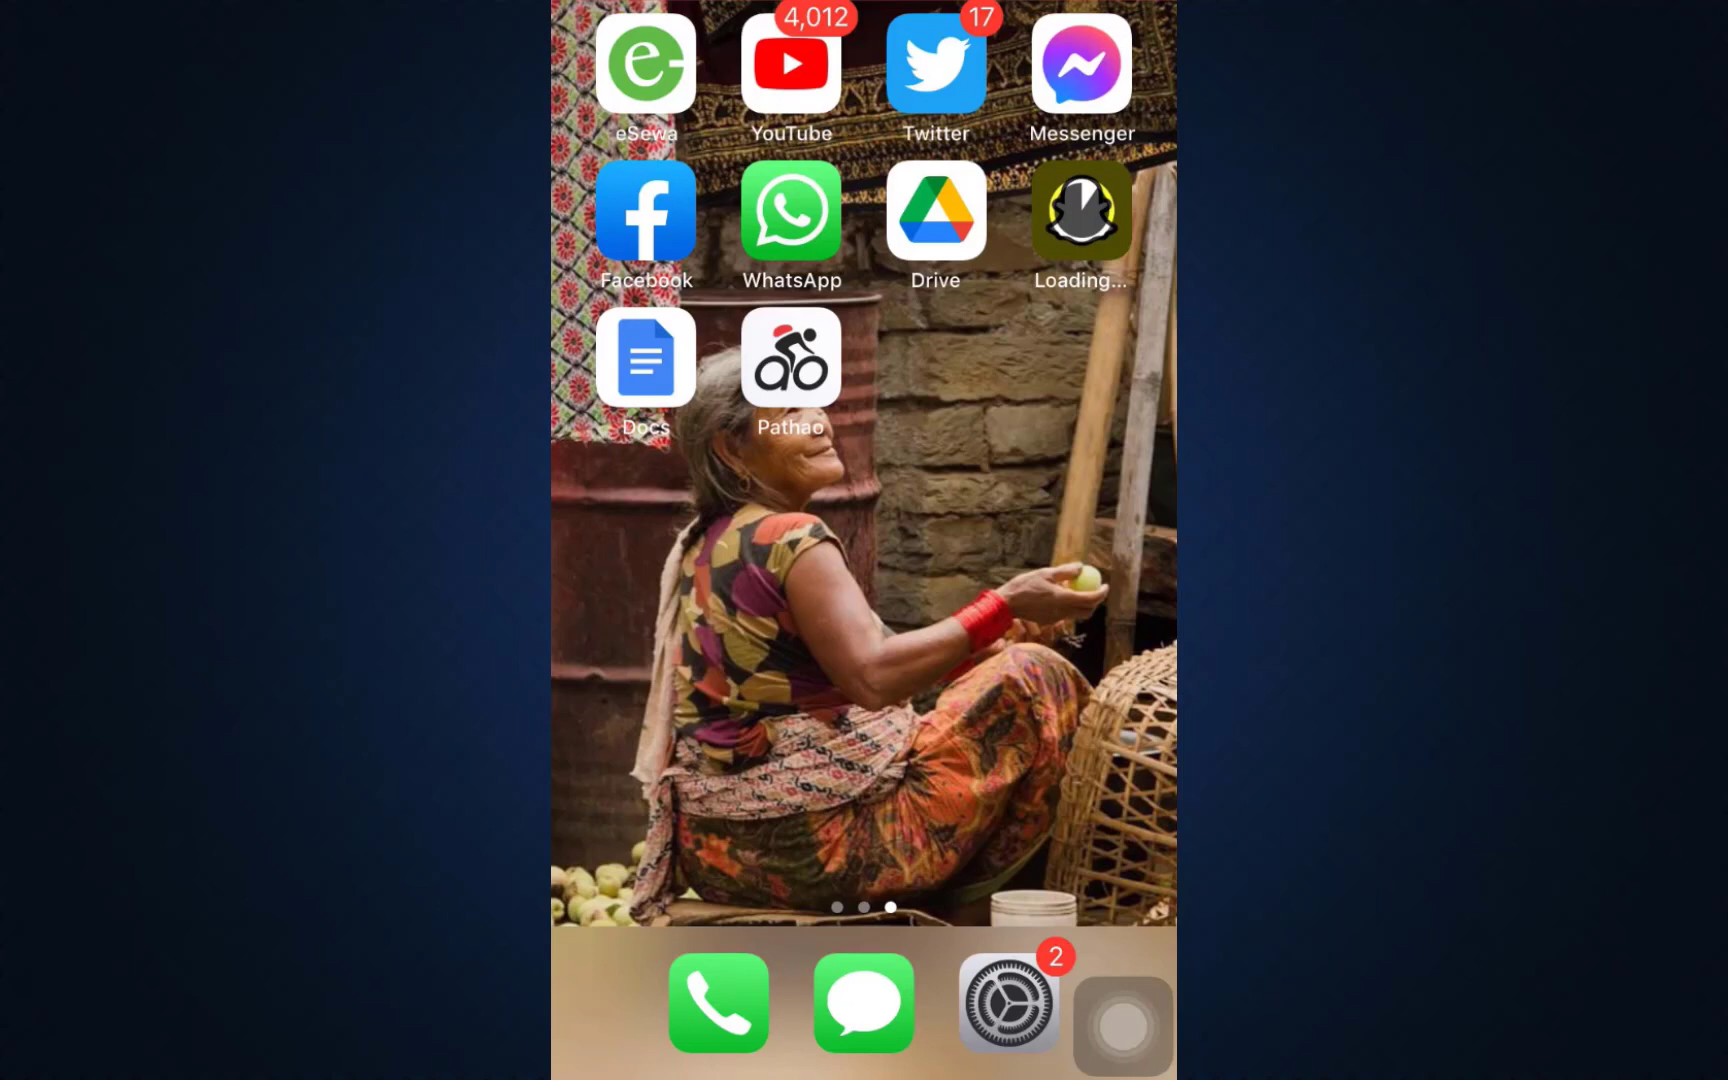 4,012
17
eSewa YouTube Twitter Messenger
Facebook WhatsApp Drive Loading...
Docs Pathao
2